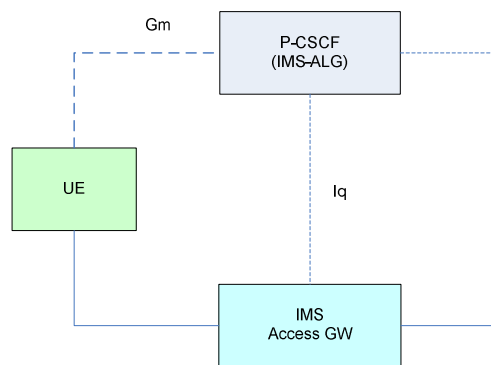 Gm
P-CSCF
(IMS-ALG)
UE
Iq
IMS
Access GW